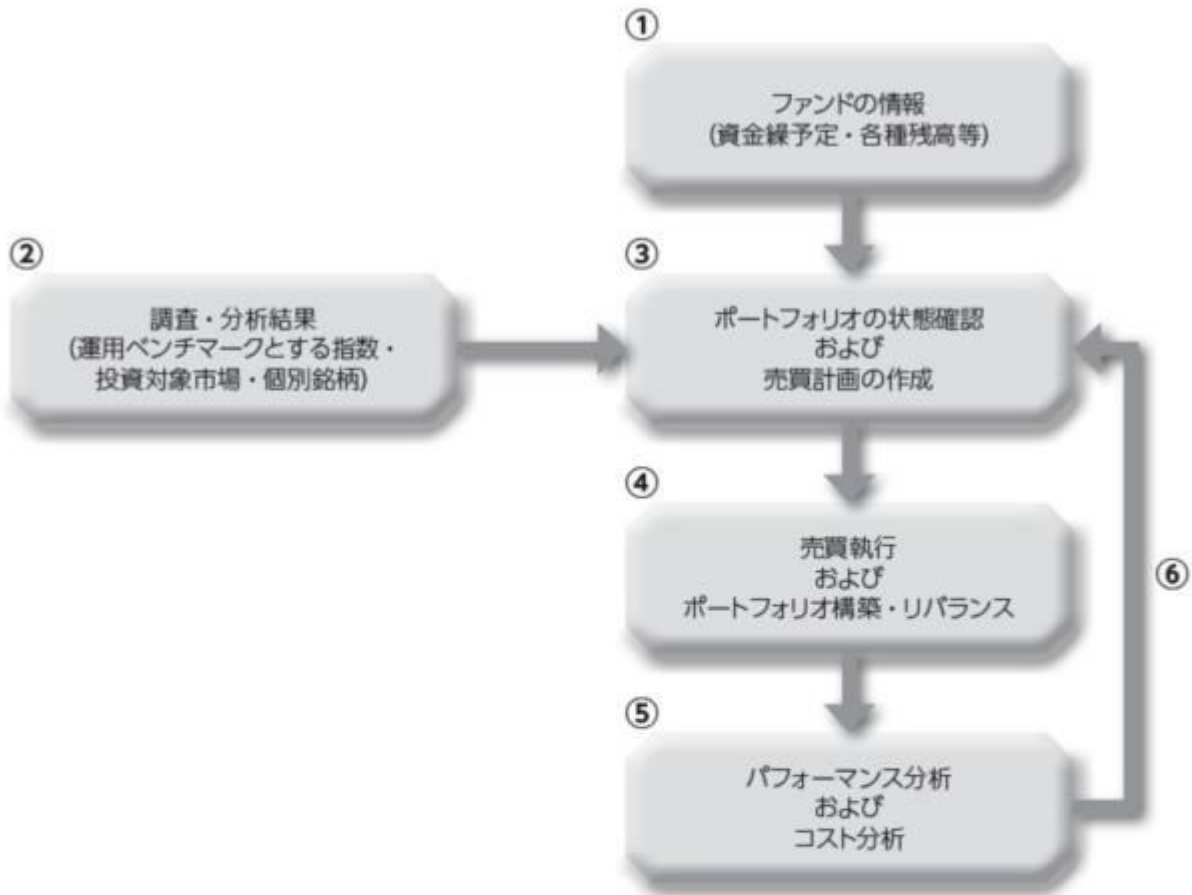 ①
ファンドの情報
(資金繰予定・各種残高等)
②
調査・分析結果
(運用ベンチマークとする指数・
投資対象市場・個別銘柄)
③
ポートフォリオの状態確認
および
売買計画の作成
④
売買執行
および
ポートフォリオ構築・リバランス
⑥
⑤
パフォーマンス分析
および
コスト分析